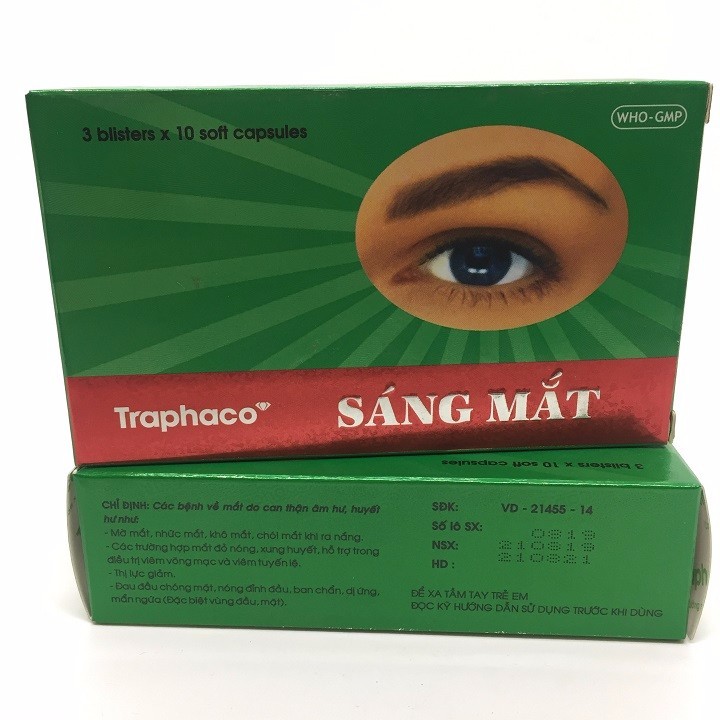 3 blisters x 10 soft capsules
WHO-GMP
Traphaco
SÁNG MẮT
3 blisters x 10 soft capsules
CHỈ ĐỊNH: Các bệnh về mắt do can thận âm hư, huyết
hư như:
- Mờ mắt, nhức mắt, khô mắt, chói mắt khi ra nắng.
- Các trường hợp mắt đỏ nóng, xung huyết, hỗ trợ trong
điều trị viêm võng mạc và viêm tuyến lệ.
- Thị lực giảm.
- Đau đầu chóng mặt, nóng đỉnh đầu, ban chẩn, dị ứng,
mẩn ngứa (Đặc biệt vùng đầu, mặt).
SĐK: VD - 21455 - 14
Số lô SX: 0819
NSX: 210819
HD : 210821
ĐỂ XA TẦM TAY TRẺ EM
ĐỌC KỸ HƯỚNG DẪN SỬ DỤNG TRƯỚC KHI DÙNG